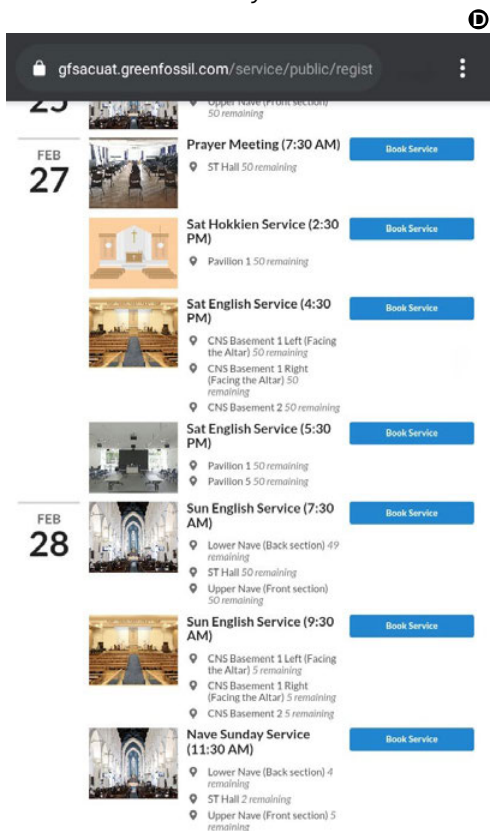 D
gfsacuat.greenfossil.com/service/public/regist
25
Upper Nave (Front section)
50 remaining
FEB
27
Prayer Meeting (7:30 AM)
Book Service
ST Hall 50 remaining
Sat Hokkien Service (2:30
PM)
Book Service
Pavilion 1 50 remaining
Sat English Service (4:30
PM)
Book Service
CNS Basement 1 Left (Facing
the Altar) 50 remaining
CNS Basement 1 Right
(Facing the Altar) 50
remaining
CNS Basement 2 50 remaining
Sat English Service (5:30
PM)
Book Service
Pavilion 1 50 remaining
Pavilion 5 50 remaining
FEB
28
Sun English Service (7:30
AM)
Book Service
Lower Nave (Back section) 49
remaining
ST Hall 50 remaining
Upper Nave (Front section)
50 remaining
Sun English Service (9:30
AM)
Book Service
CNS Basement 1 Left (Facing
the Altar) 5 remaining
CNS Basement 1 Right
(Facing the Altar) 5 remaining
CNS Basement 2 5 remaining
Nave Sunday Service
(11:30 AM)
Book Service
Lower Nave (Back section) 4
remaining
ST Hall 2 remaining
Upper Nave (Front section) 5
remaining